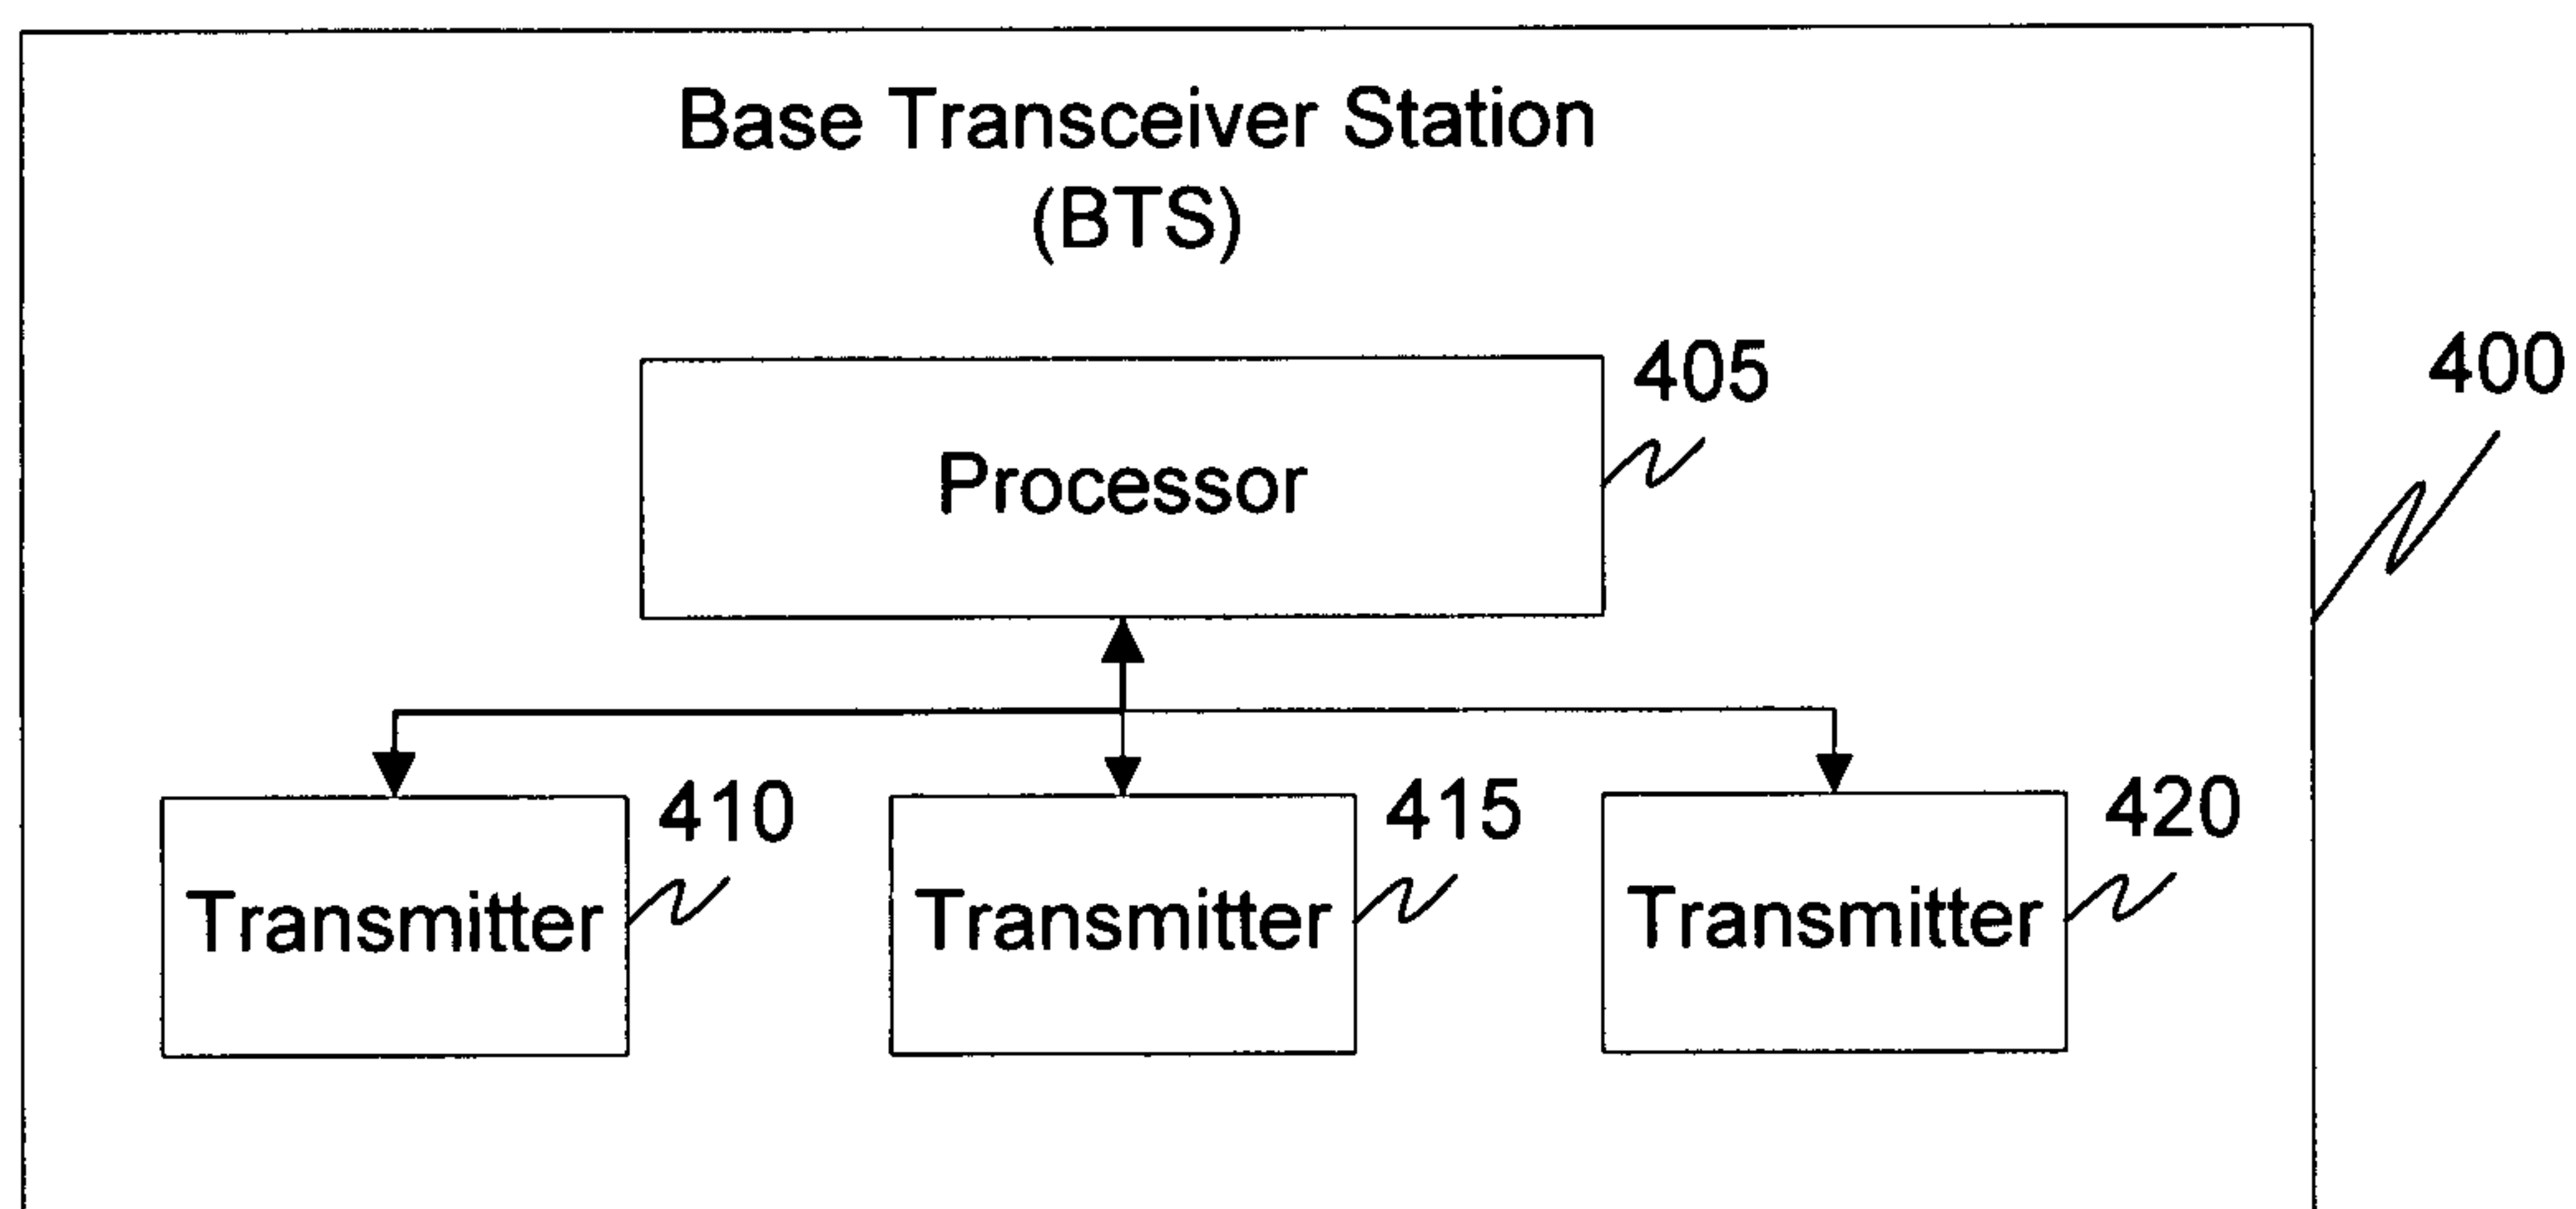 Base Transceiver Station
(BTS)
405
400
Processor
410
415
420
Transmitter
Transmitter
Transmitter